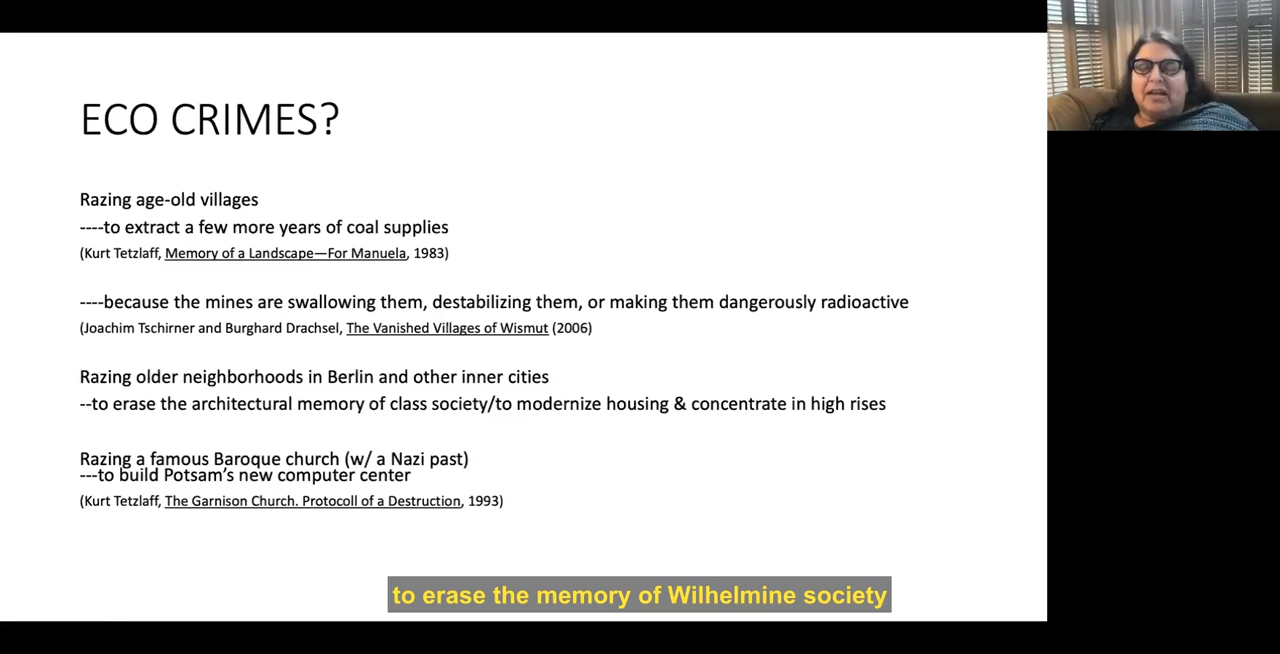 ECO CRIMES?
Razing age-old villages
----to extract a few more years of coal supplies
(Kurt Tetzlaff, Memory of a Landscape—For Manuela, 1983)
----because the mines are swallowing them, destabilizing them, or making them dangerously radioactive
(Joachim Tschirner and Burghard Drachsel, The Vanished Villages of Wismut (2006)
Razing older neighborhoods in Berlin and other inner cities
--to erase the architectural memory of class society/to modernize housing & concentrate in high rises
Razing a famous Baroque church (w/ a Nazi past)
---to build Potsam's new computer center
(Kurt Tetzlaff, The Garnison Church. Protocoll of a Destruction, 1993)
to erase the memory of Wilhelmine society